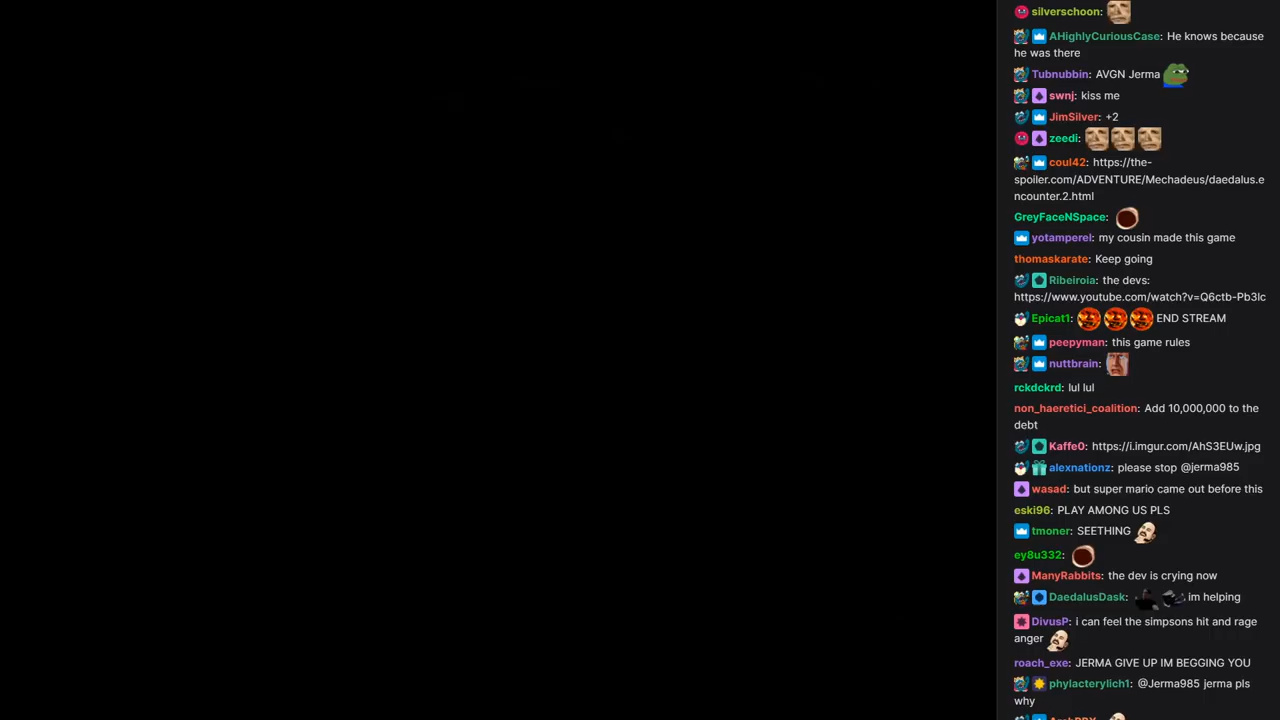 silverschoon:
AHighlyCuriousCase: He knows because
he was there
Tubnubbin: AVGN Jerma
swnj: kiss me
JimSilver: +2
zeedi:
coul42: https://the-
spoiler.com/ADVENTURE/Mechadeus/daedalus.e
ncounter.2.html
GreyFaceNSpace:
yotamperel: my cousin made this game
thomaskarate: Keep going
Ribeiroia: the devs:
https://www.youtube.com/watch?v=Q6ctb-Pb3lc
Epicat1: END STREAM
peepyman: this game rules
nuttbrain:
rckdckrd: lul lul
non_haeretici_coalition: Add 10,000,000 to the
debt
Kaffe0: https://i.imgur.com/AhS3EUw.jpg
alexnationz: please stop @jerma985
wasad: but super mario came out before this
eski96: PLAY AMONG US PLS
tmoner: SEETHING
ey8u332:
ManyRabbits: the dev is crying now
DaedalusDask: im helping
DivusP: i can feel the simpsons hit and rage
anger
roach_exe: JERMA GIVE UP IM BEGGING YOU
phylacterylich1: @Jerma985 jerma pls
why